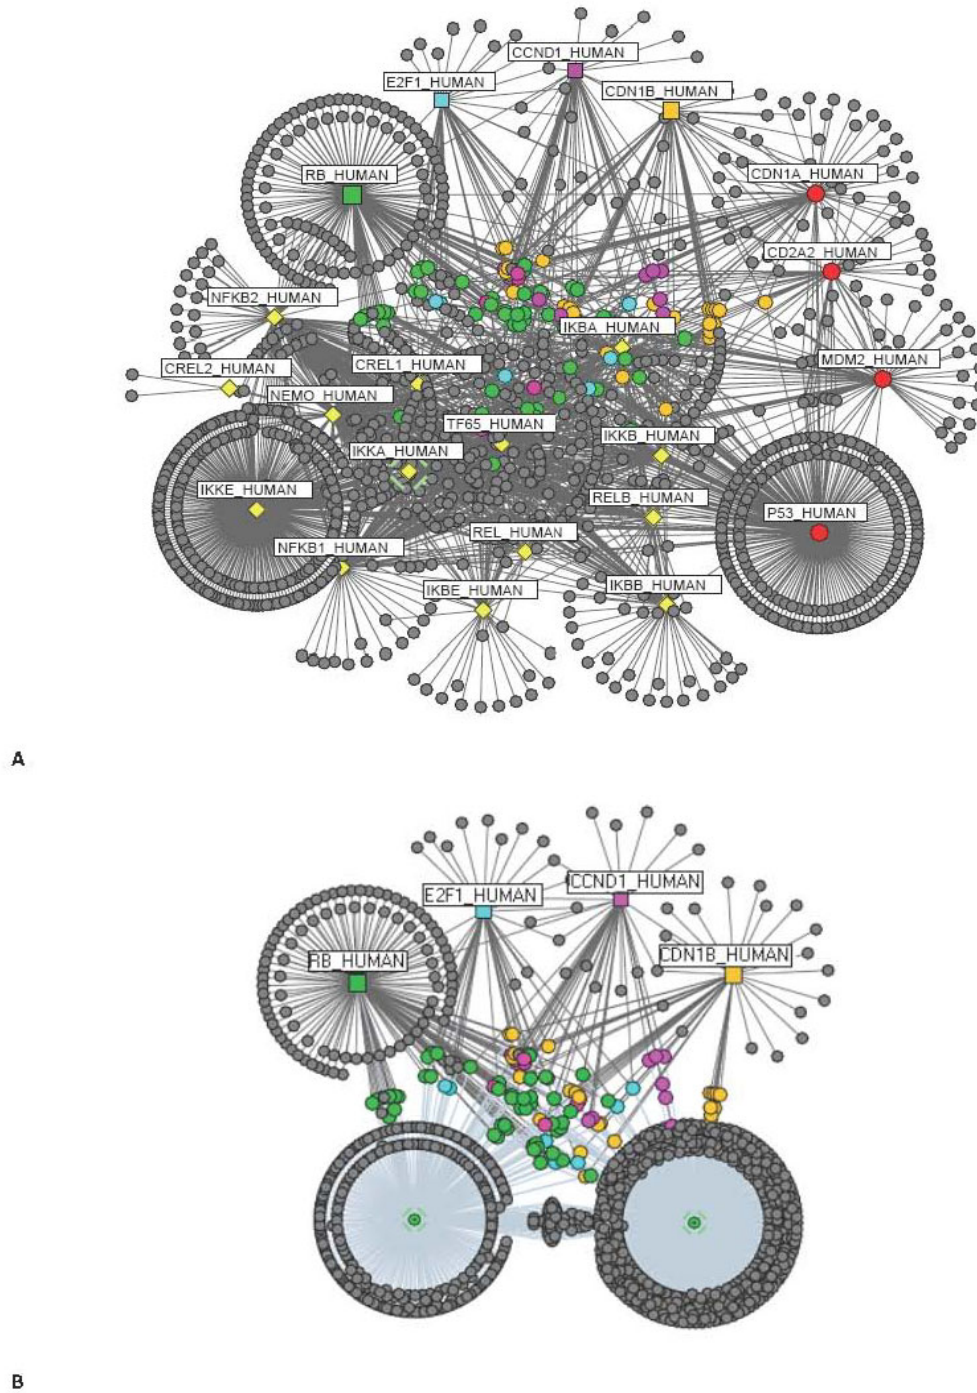 CCND1_HUMAN
E2F1_HUMAN
CDN1B_HUMAN
RB_HUMAN
CDN1A_HUMAN
CD2A2_HUMAN
NFKB2_HUMAN
IKBA_HUMAN
CREL2_HUMAN
CREL1_HUMAN
MDM2_HUMAN
NEMO_HUMAN
TF65_HUMAN
IKKA_HUMAN
IKKB_HUMAN
IKKE_HUMAN
RELB_HUMAN
P53_HUMAN
NFKB1_HUMAN
REL_HUMAN
IKBE_HUMAN
IKBB_HUMAN
A
E2F1_HUMAN
CCND1_HUMAN
RB_HUMAN
CDN1B_HUMAN
B